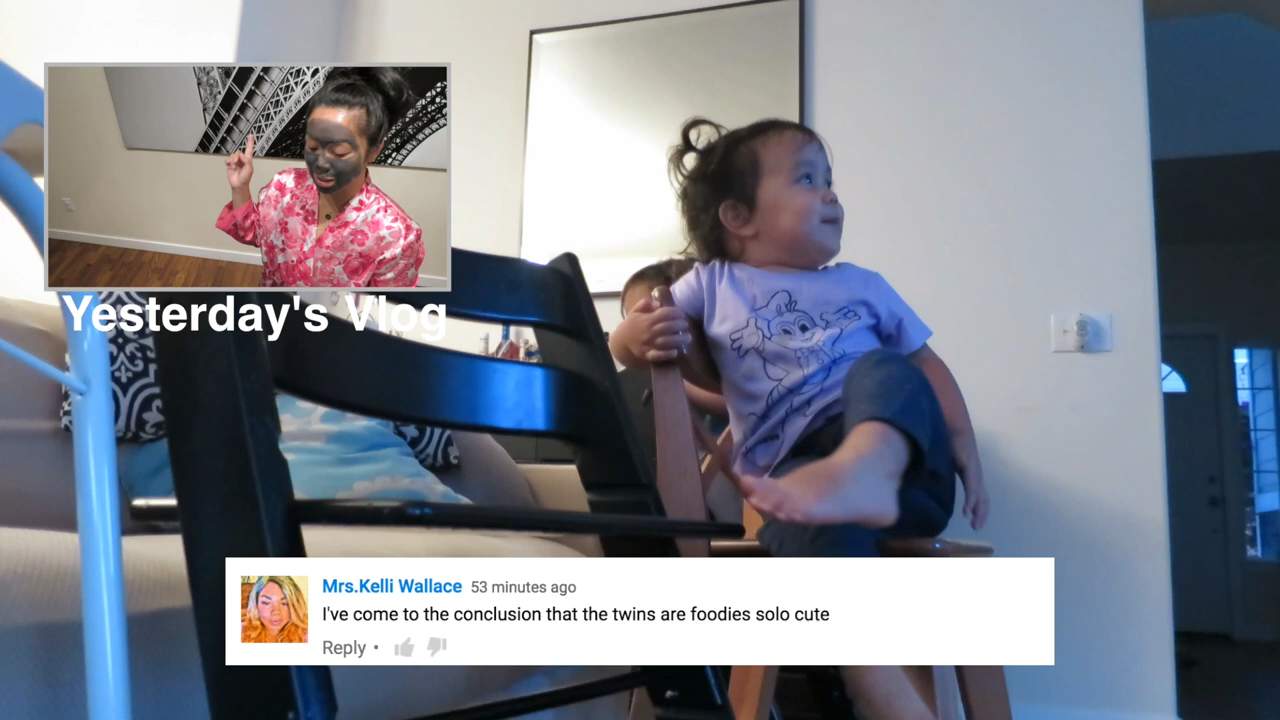 Yesterday's Vlog
Mrs.Kelli Wallace 53 minutes ago
I've come to the conclusion that the twins are foodies solo cute
Reply •